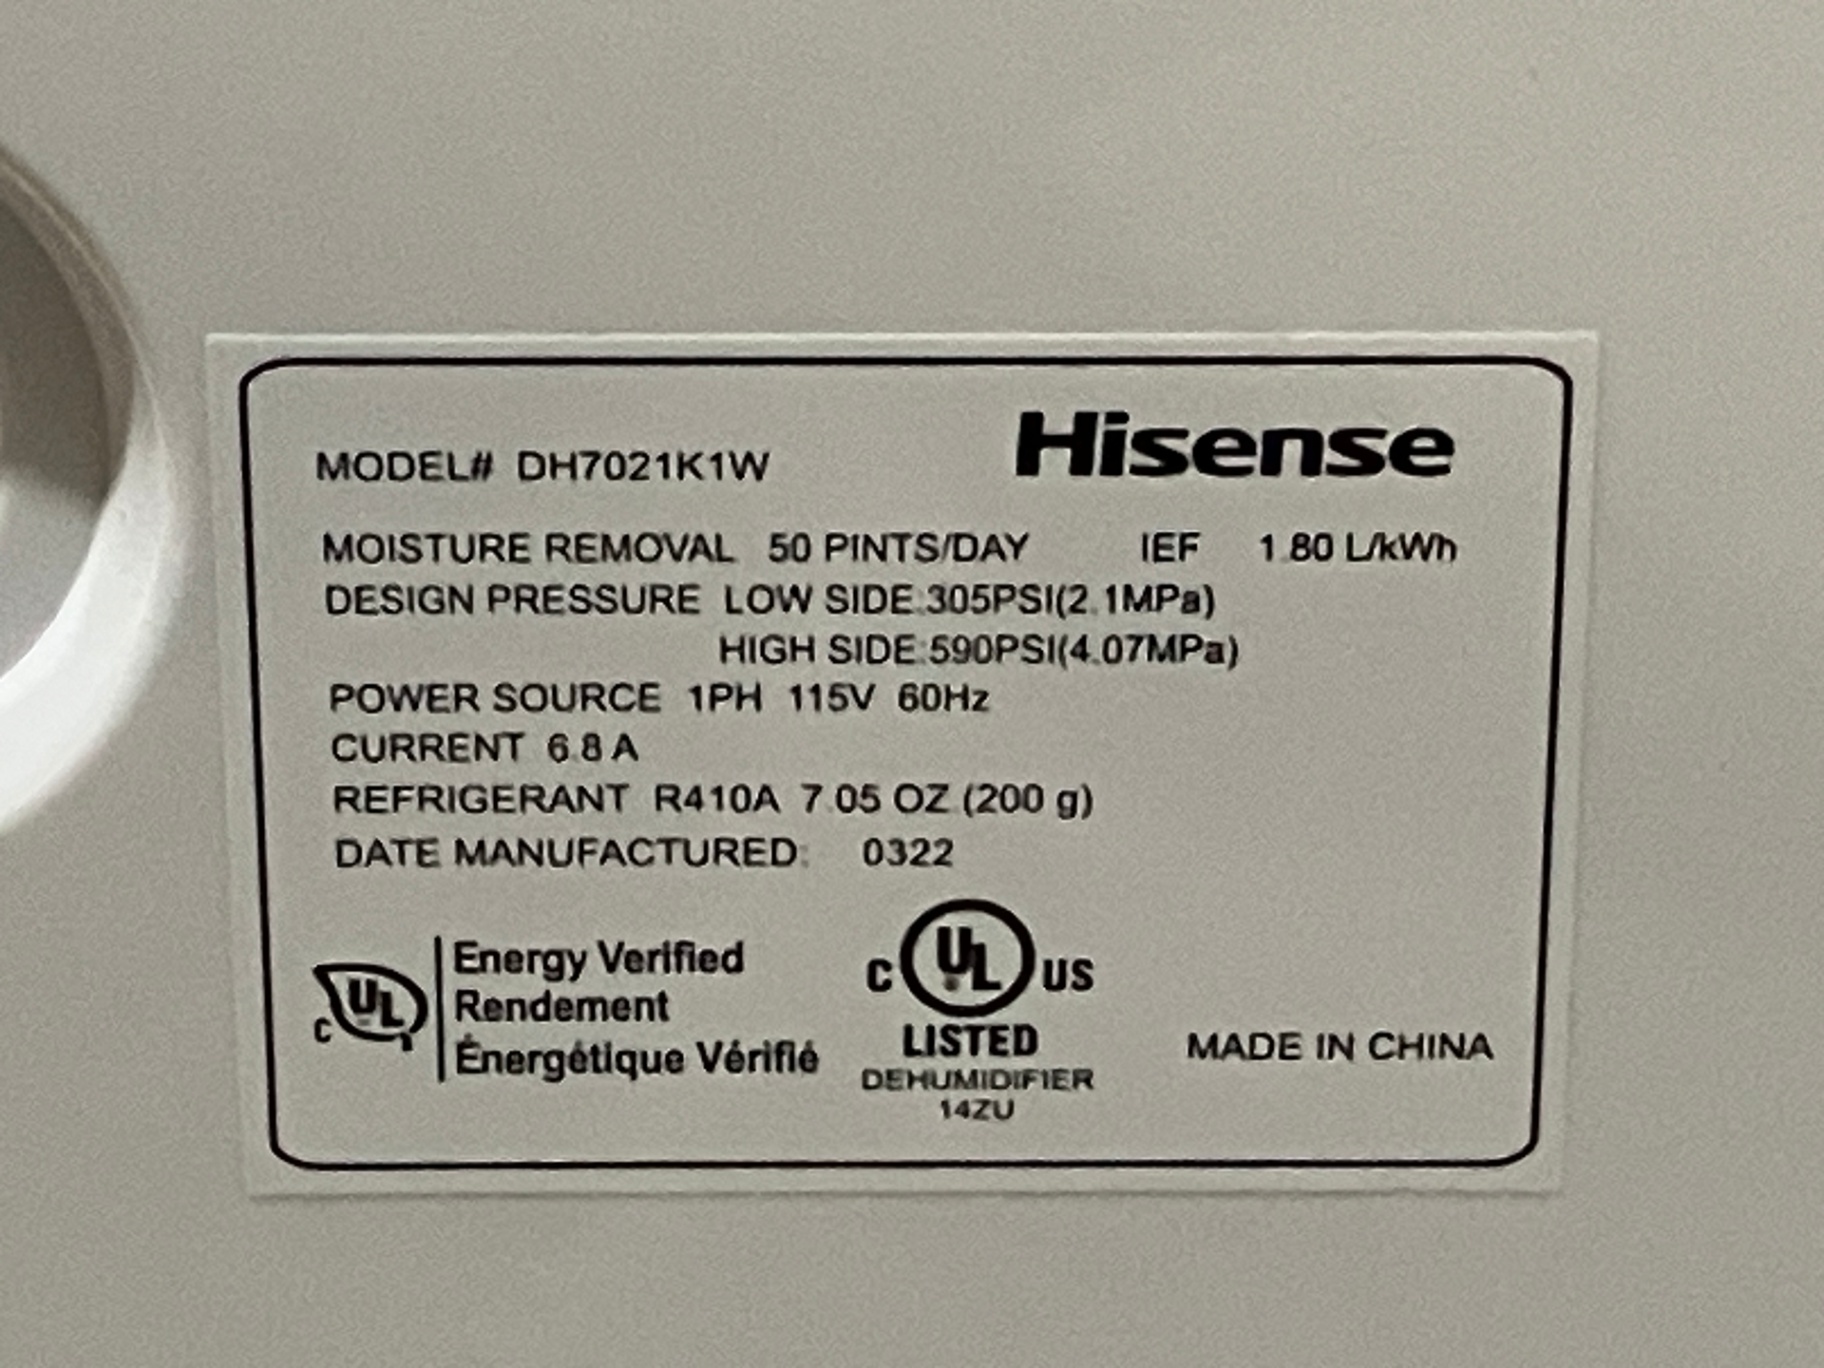 Hisense
MODEL# DH7021K1W
MOISTURE REMOVAL 50 PINTS/DAY IEF 1.80 L/kWh
DESIGN PRESSURE LOW SIDE:305PSI(2.1MPa)
HIGH SIDE:590PSI(4.07MPa)
POWER SOURCE 1PH 115V 60Hz
CURRENT 6.8 A
REFRIGERANT R410A 7.05 OZ (200 g)
DATE MANUFACTURED: 0322
C UL
Energy Verified
Rendement
Énergétique Vérifié
C UL US
LISTED
DEHUMIDIFIER
14ZU
MADE IN CHINA